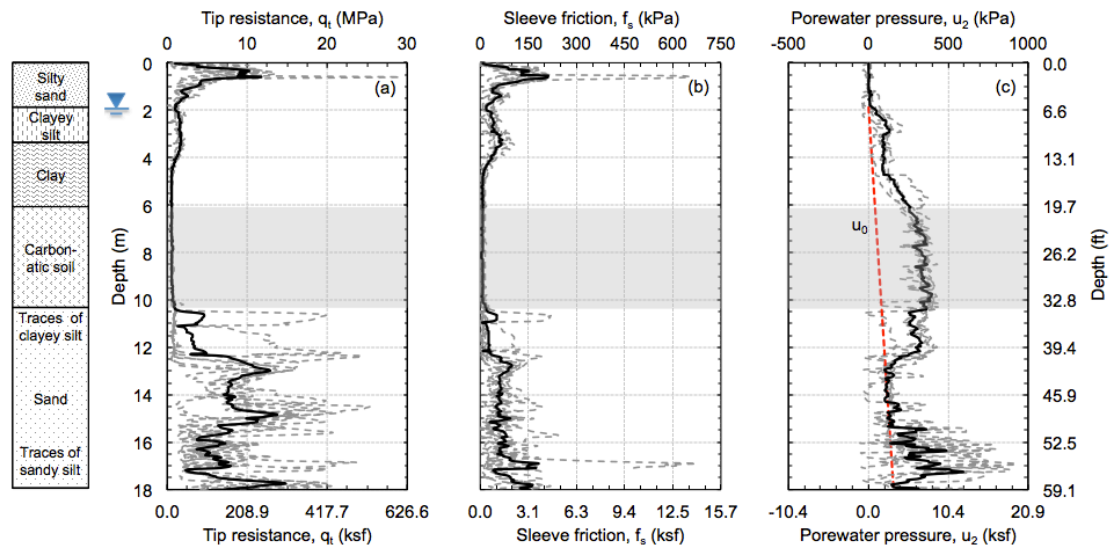 Tip resistance, qt (MPa)
0 10 20 30
Sleeve friction, fs (kPa)
0 150 300 450 600 750
Porewater pressure, u2 (kPa)
-500 0 500 1000
Silty
sand
Clayey
silt
Clay
Carbon-
atic soil
Traces of
clayey silt
Sand
Traces of
sandy silt
Depth (m)
0
2
4
6
8
10
12
14
16
18
(a)
(b)
(c)
u0
0.0
6.6
13.1
19.7
26.2
32.8
39.4
45.9
52.5
59.1
Depth (ft)
0.0 208.9 417.7 626.6
Tip resistance, qt (ksf)
0.0 3.1 6.3 9.4 12.5 15.7
Sleeve friction, fs (ksf)
-10.4 0.0 10.4 20.9
Porewater pressure, u2 (ksf)